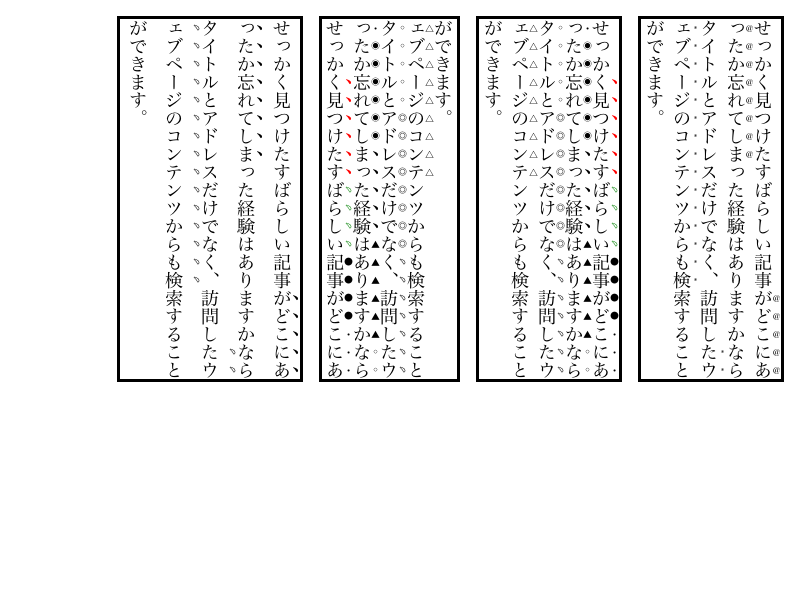 せっかく見つけたすばらしい記事がどこにあ
ったか忘れてしまった経験はありますかなら
タイトルとアドレスだけでなく、訪問したウ
ェブページのコンテンツからも検索すること
ができます。
せっかく見つけたすばらしい記事がどこにあ
ったか忘れてしまった経験はありますかなら
タイトルとアドレスだけでなく、訪問したウ
ェブページのコンテンツからも検索すること
ができます。
せっかく見つけたすばらしい記事がどこにあ
ったか忘れてしまった経験はありますかなら
タイトルとアドレスだけでなく、訪問したウ
ェブページのコンテンツからも検索すること
ができます。
せっかく見つけたすばらしい記事がどこにあ
ったか忘れてしまった経験はありますかなら
タイトルとアドレスだけでなく、訪問したウ
ェブページのコンテンツからも検索すること
ができます。